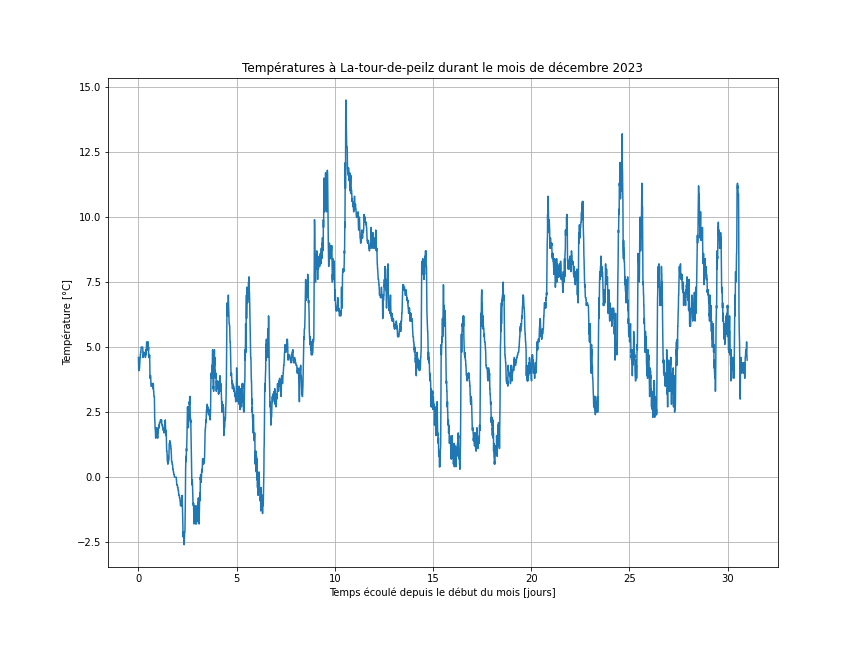 Températures à La-tour-de-peilz durant le mois de décembre 2023
15.0
12.5
10.0
7.5
5.0
2.5
0.0
−2.5
Température [°C]
0 5 10 15 20 25 30
Temps écoulé depuis le début du mois [jours]